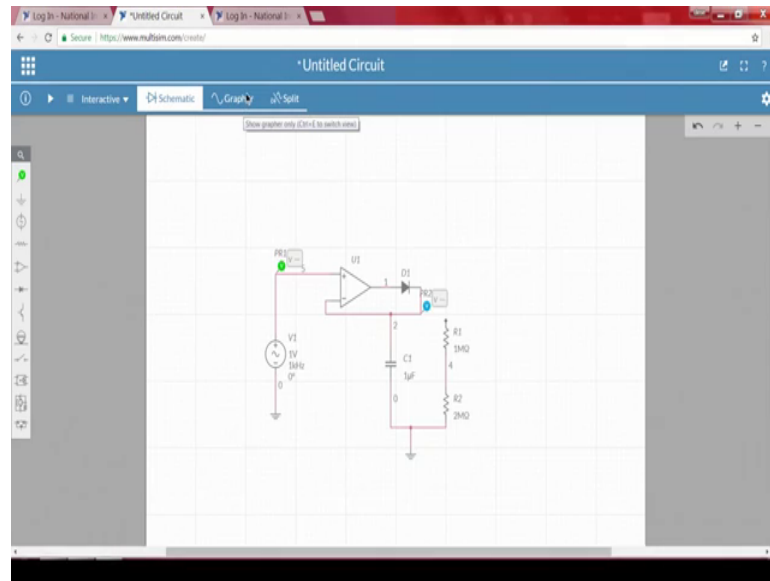 Log In - National I
*Untitled Circuit
Log In - National I
Secure | https://www.multisim.com/create/
*Untitled Circuit
Interactive
Schematic
Graph
Split
Show grapher only (Ctrl+E to switch view)
PR1
V
5
U1
1
D1
PR2
V
2
R1
1MΩ
V1
1V
1kHz
0°
C1
1µF
4
0
0
R2
2MΩ